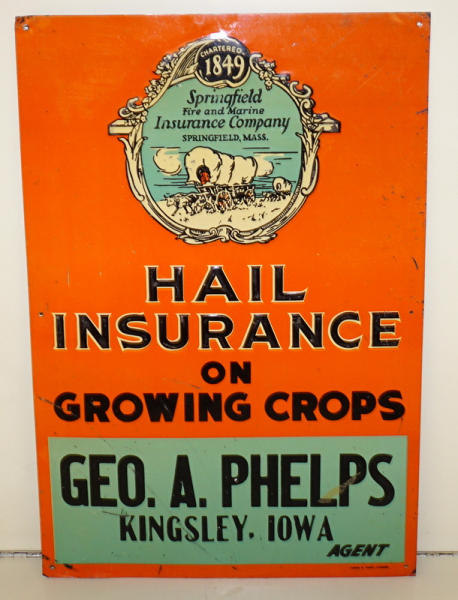 CHARTERED
1849
Springfield
Fire and Marine
Insurance Company
SPRINGFIELD, MASS.
HAIL
INSURANCE
ON
GROWING CROPS
GEO. A. PHELPS
KINGSLEY, IOWA
AGENT